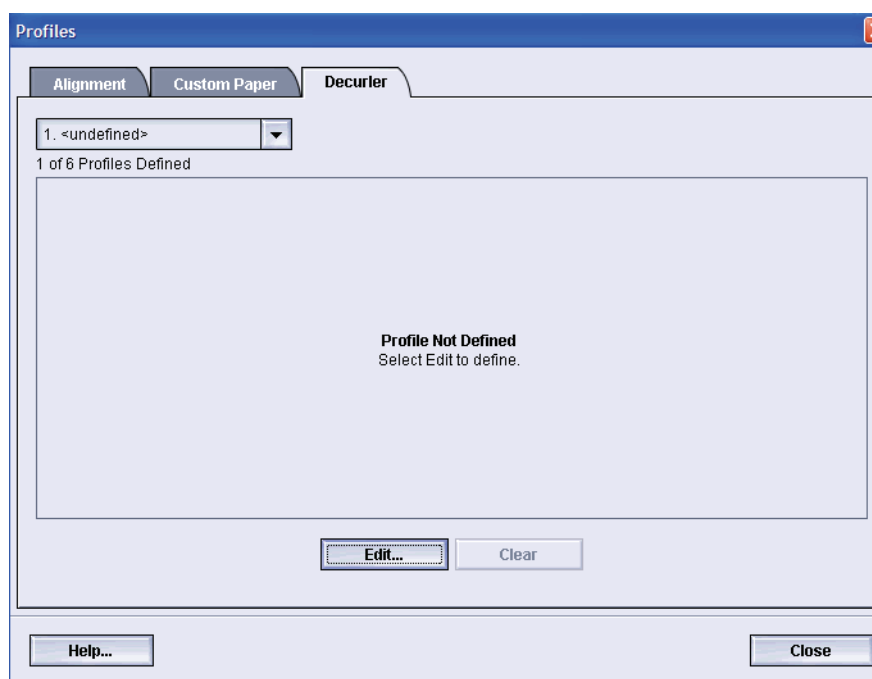 Profiles
Alignment
Custom Paper
Decurler
1. <undefined>
1 of 6 Profiles Defined
Profile Not Defined
Select Edit to define.
Edit...
Clear
Help...
Close